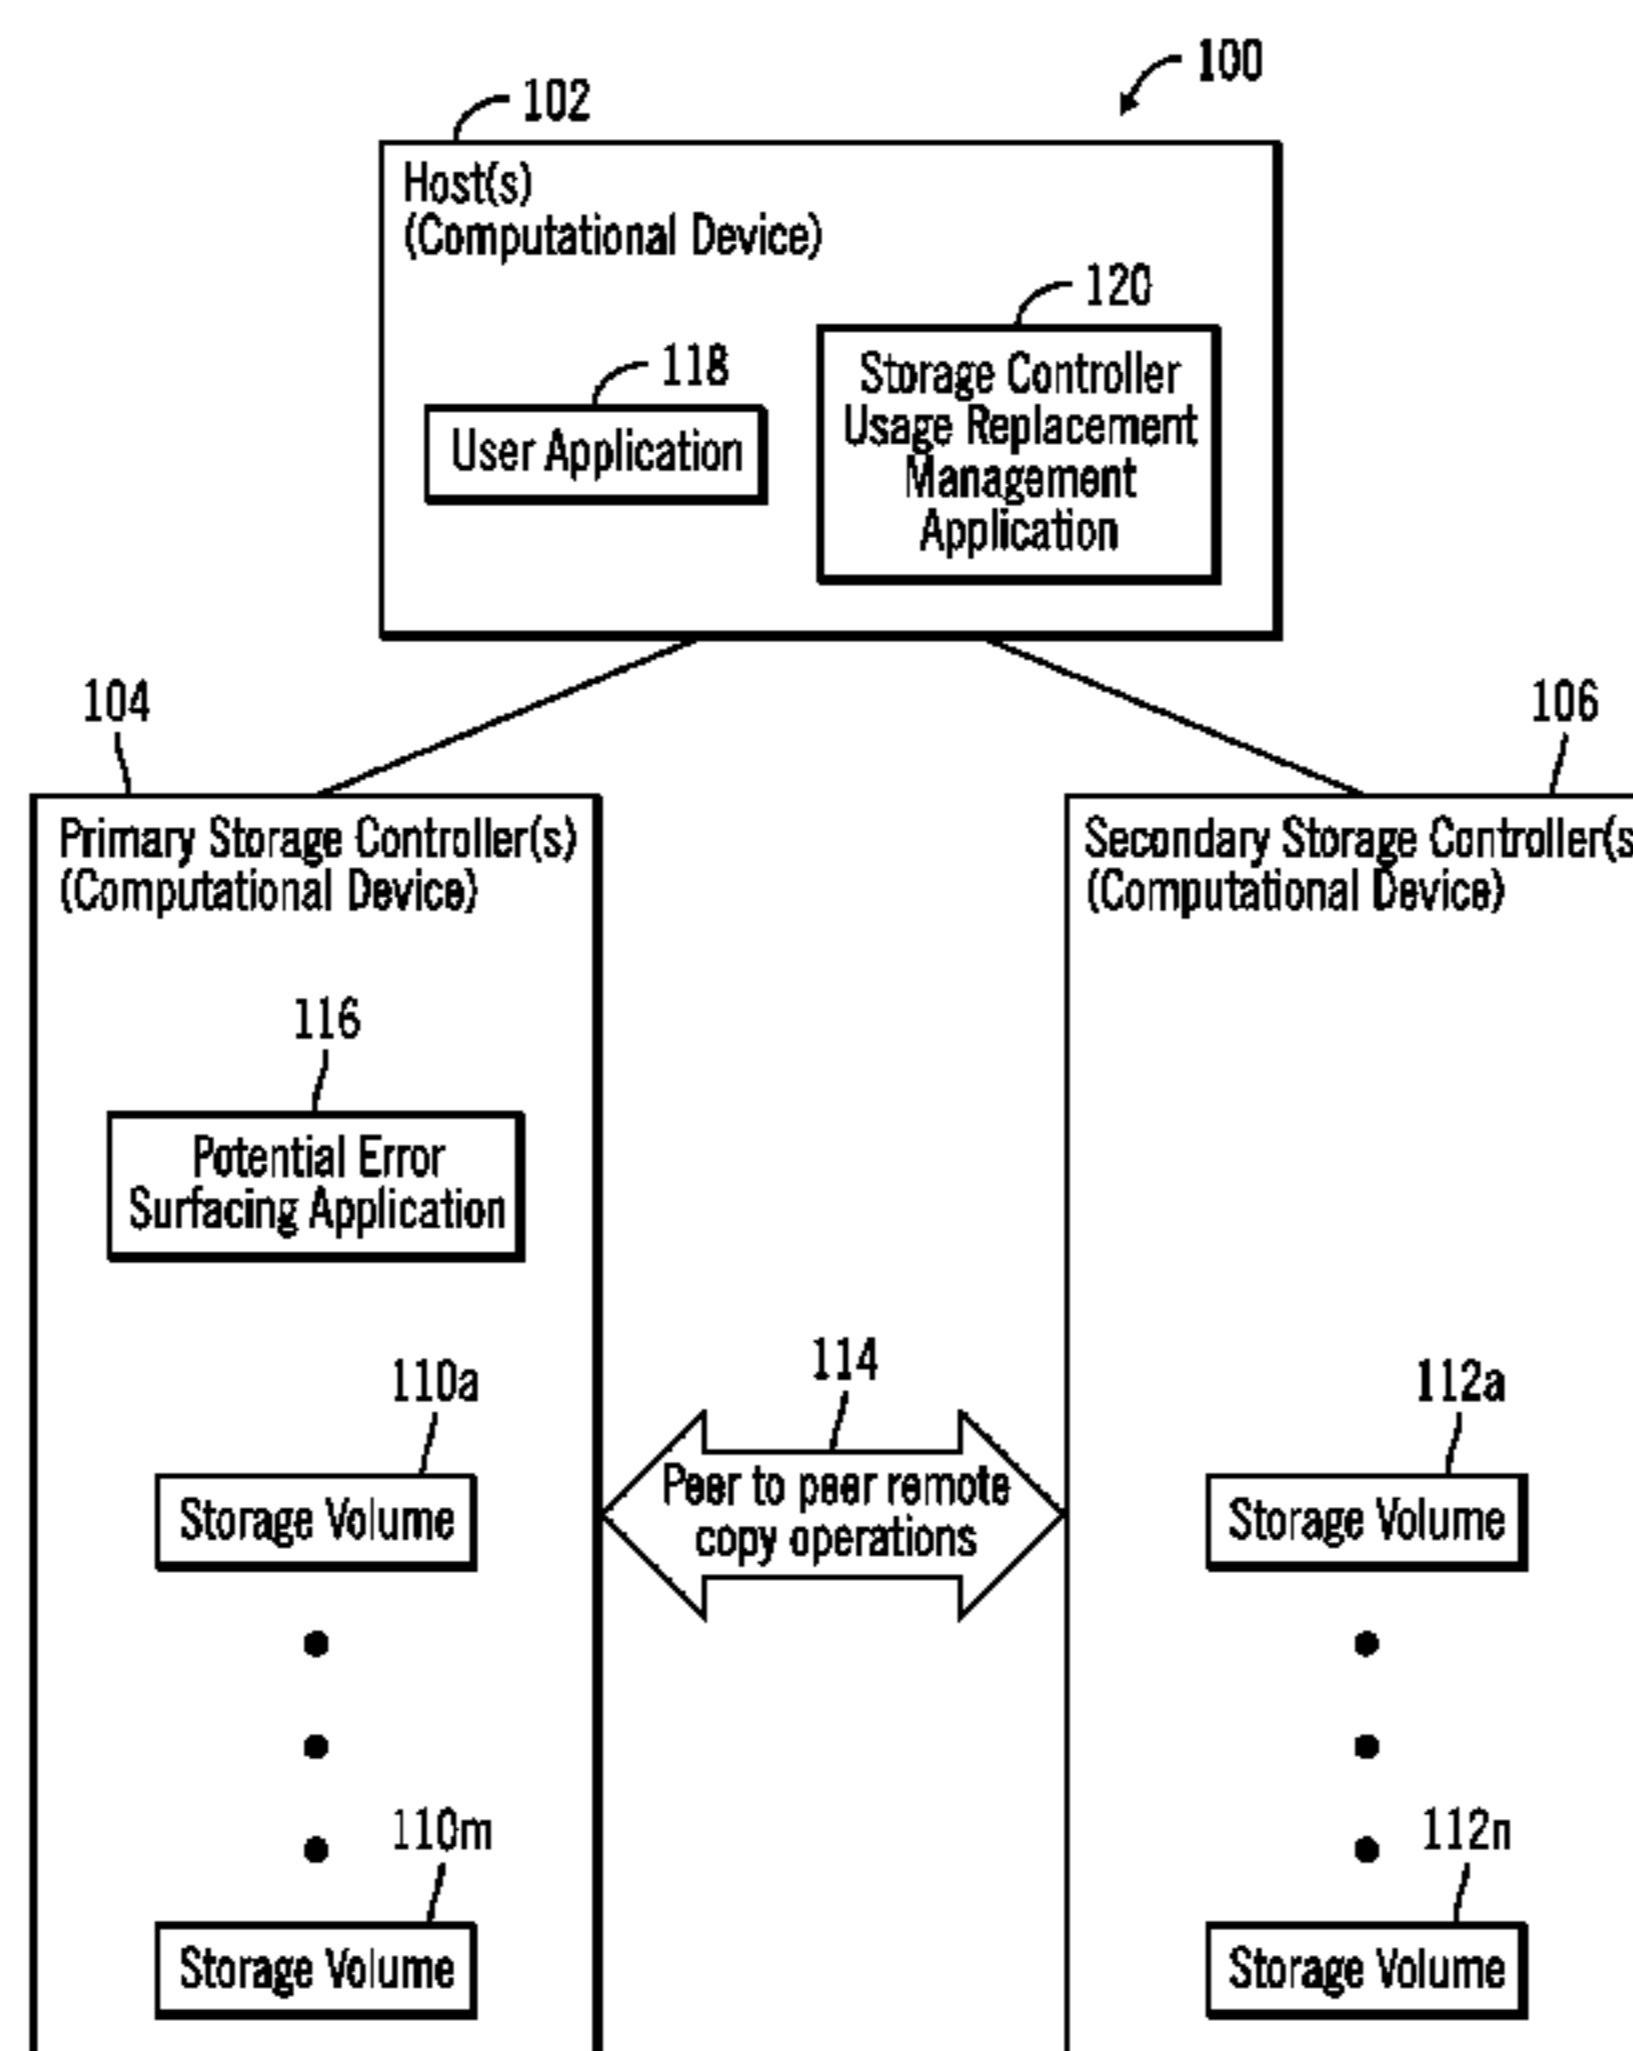 100
102
Host(s)
(Computational Device)
120
118
Storage Controller
Usage Replacement
Management
Application
User Application
104
106
Primary Storage Controller(s)
(Computational Device)
Secondary Storage Controller(s
(Computational Device)
116
Potential Error
Surfacing Application
114
110a
112a
Peer to peer remote
copy operations
Storage Volume
Storage Volume
110m
112n
Storage Volume
Storage Volume